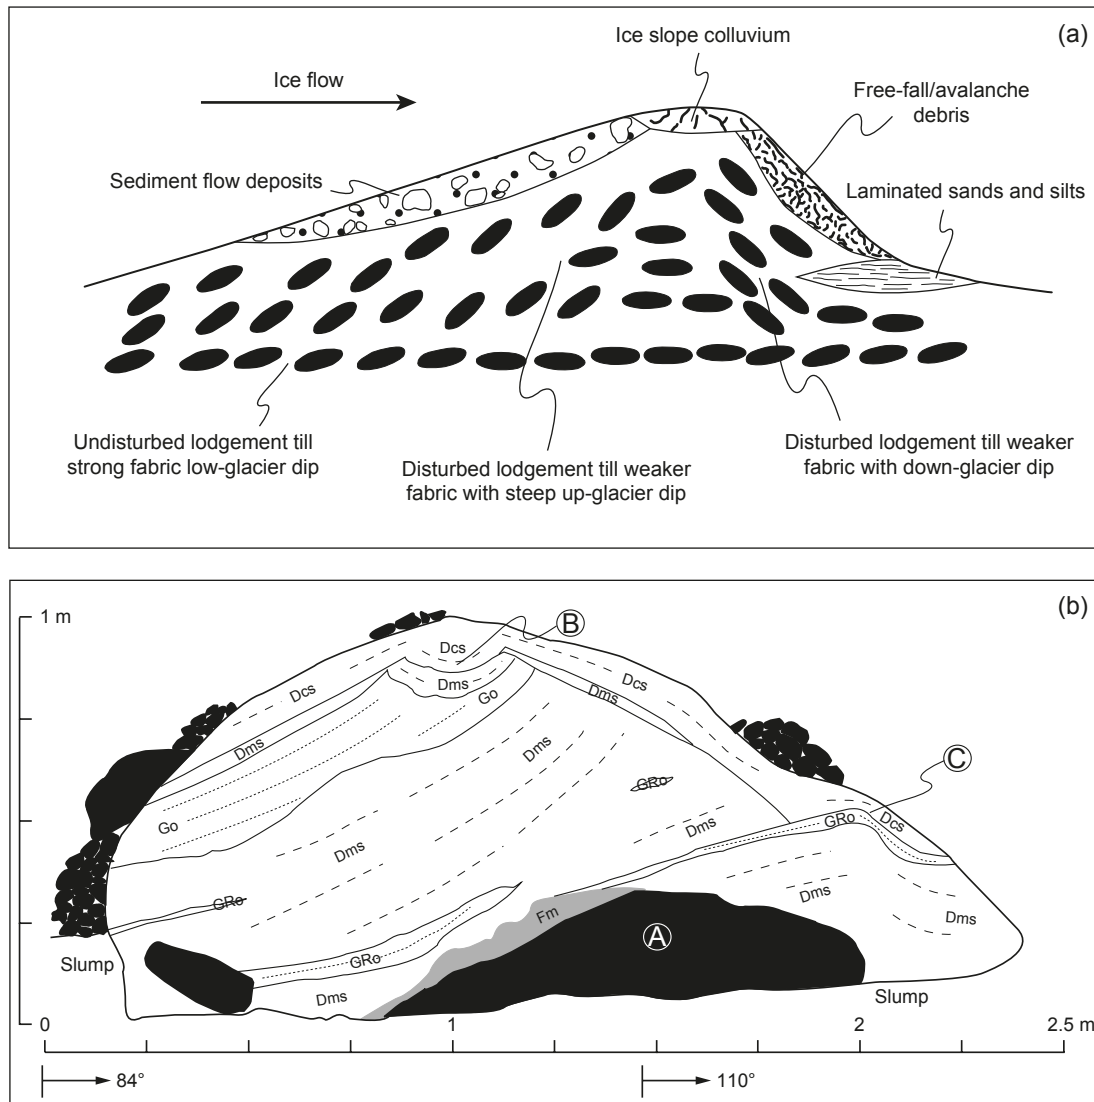 (a)
Ice slope colluvium
Ice flow
Free-fall/avalanche
debris
Sediment flow deposits
Laminated sands and silts
Undisturbed lodgement till
strong fabric low-glacier dip)
Disturbed lodgement till weaker
fabric with steep up-glacier dip
Disturbed lodgement till weaker
fabric with down-glacier dip
(b)
1 m
B
Dcs
Dcs
Dms
Go
Dcs
Dms
Dms
Dms
C
GRo
Go
Dms
Dms
GRo
Dcs
GRo
Fm
A
Dms
Dms
Slump
GRo
Dms
Slump
0
1
2
2.5 m
84°
110°